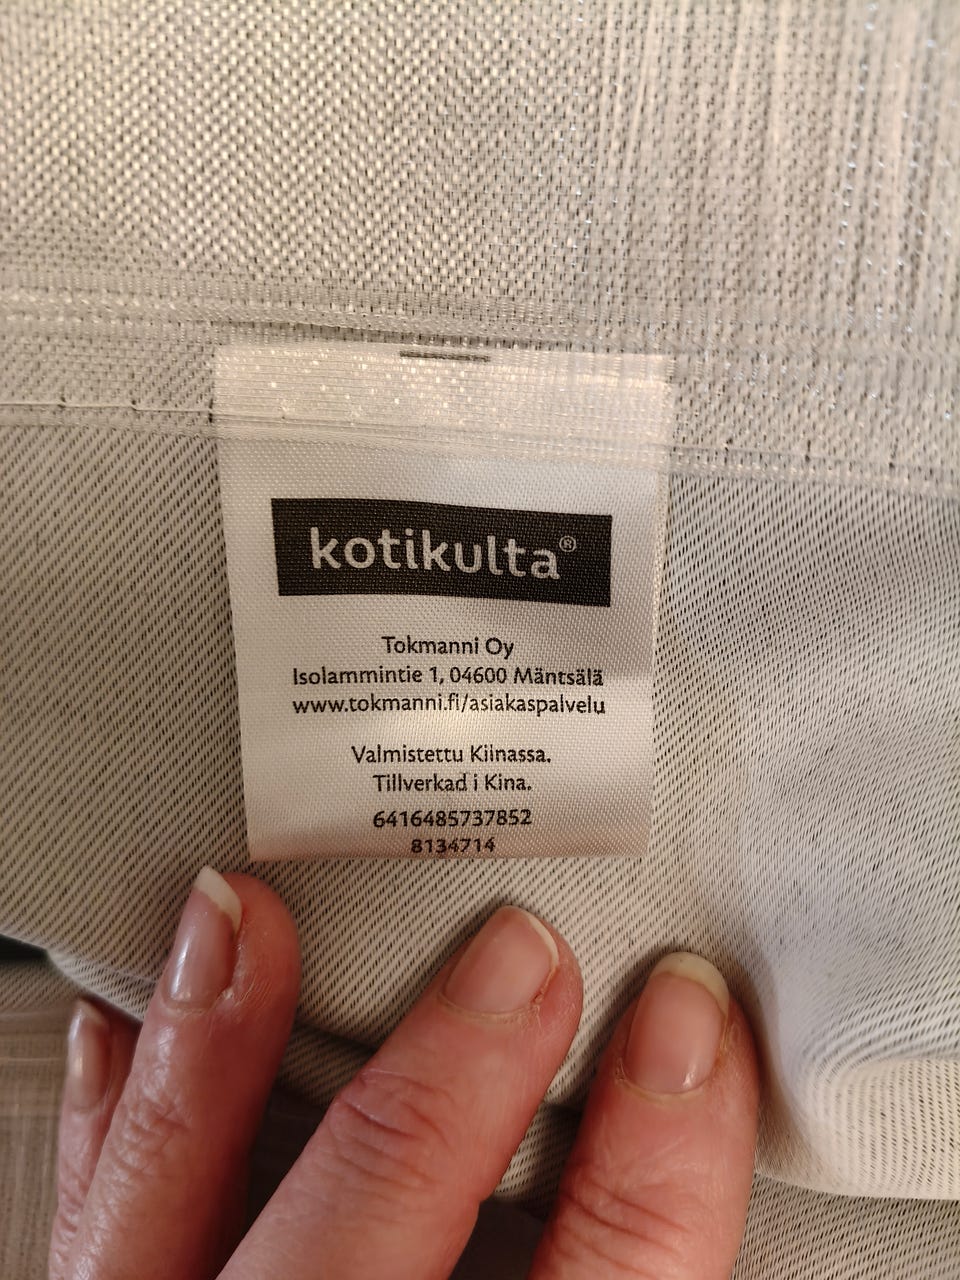 kotikulta®
Tokmanni Oy
Isolammintie 1, 04600 Mäntsälä
www.tokmanni.fi/asiakaspalvelu
Valmistettu Kiinassa.
Tillverkad i Kina.
6416485737852
8134714